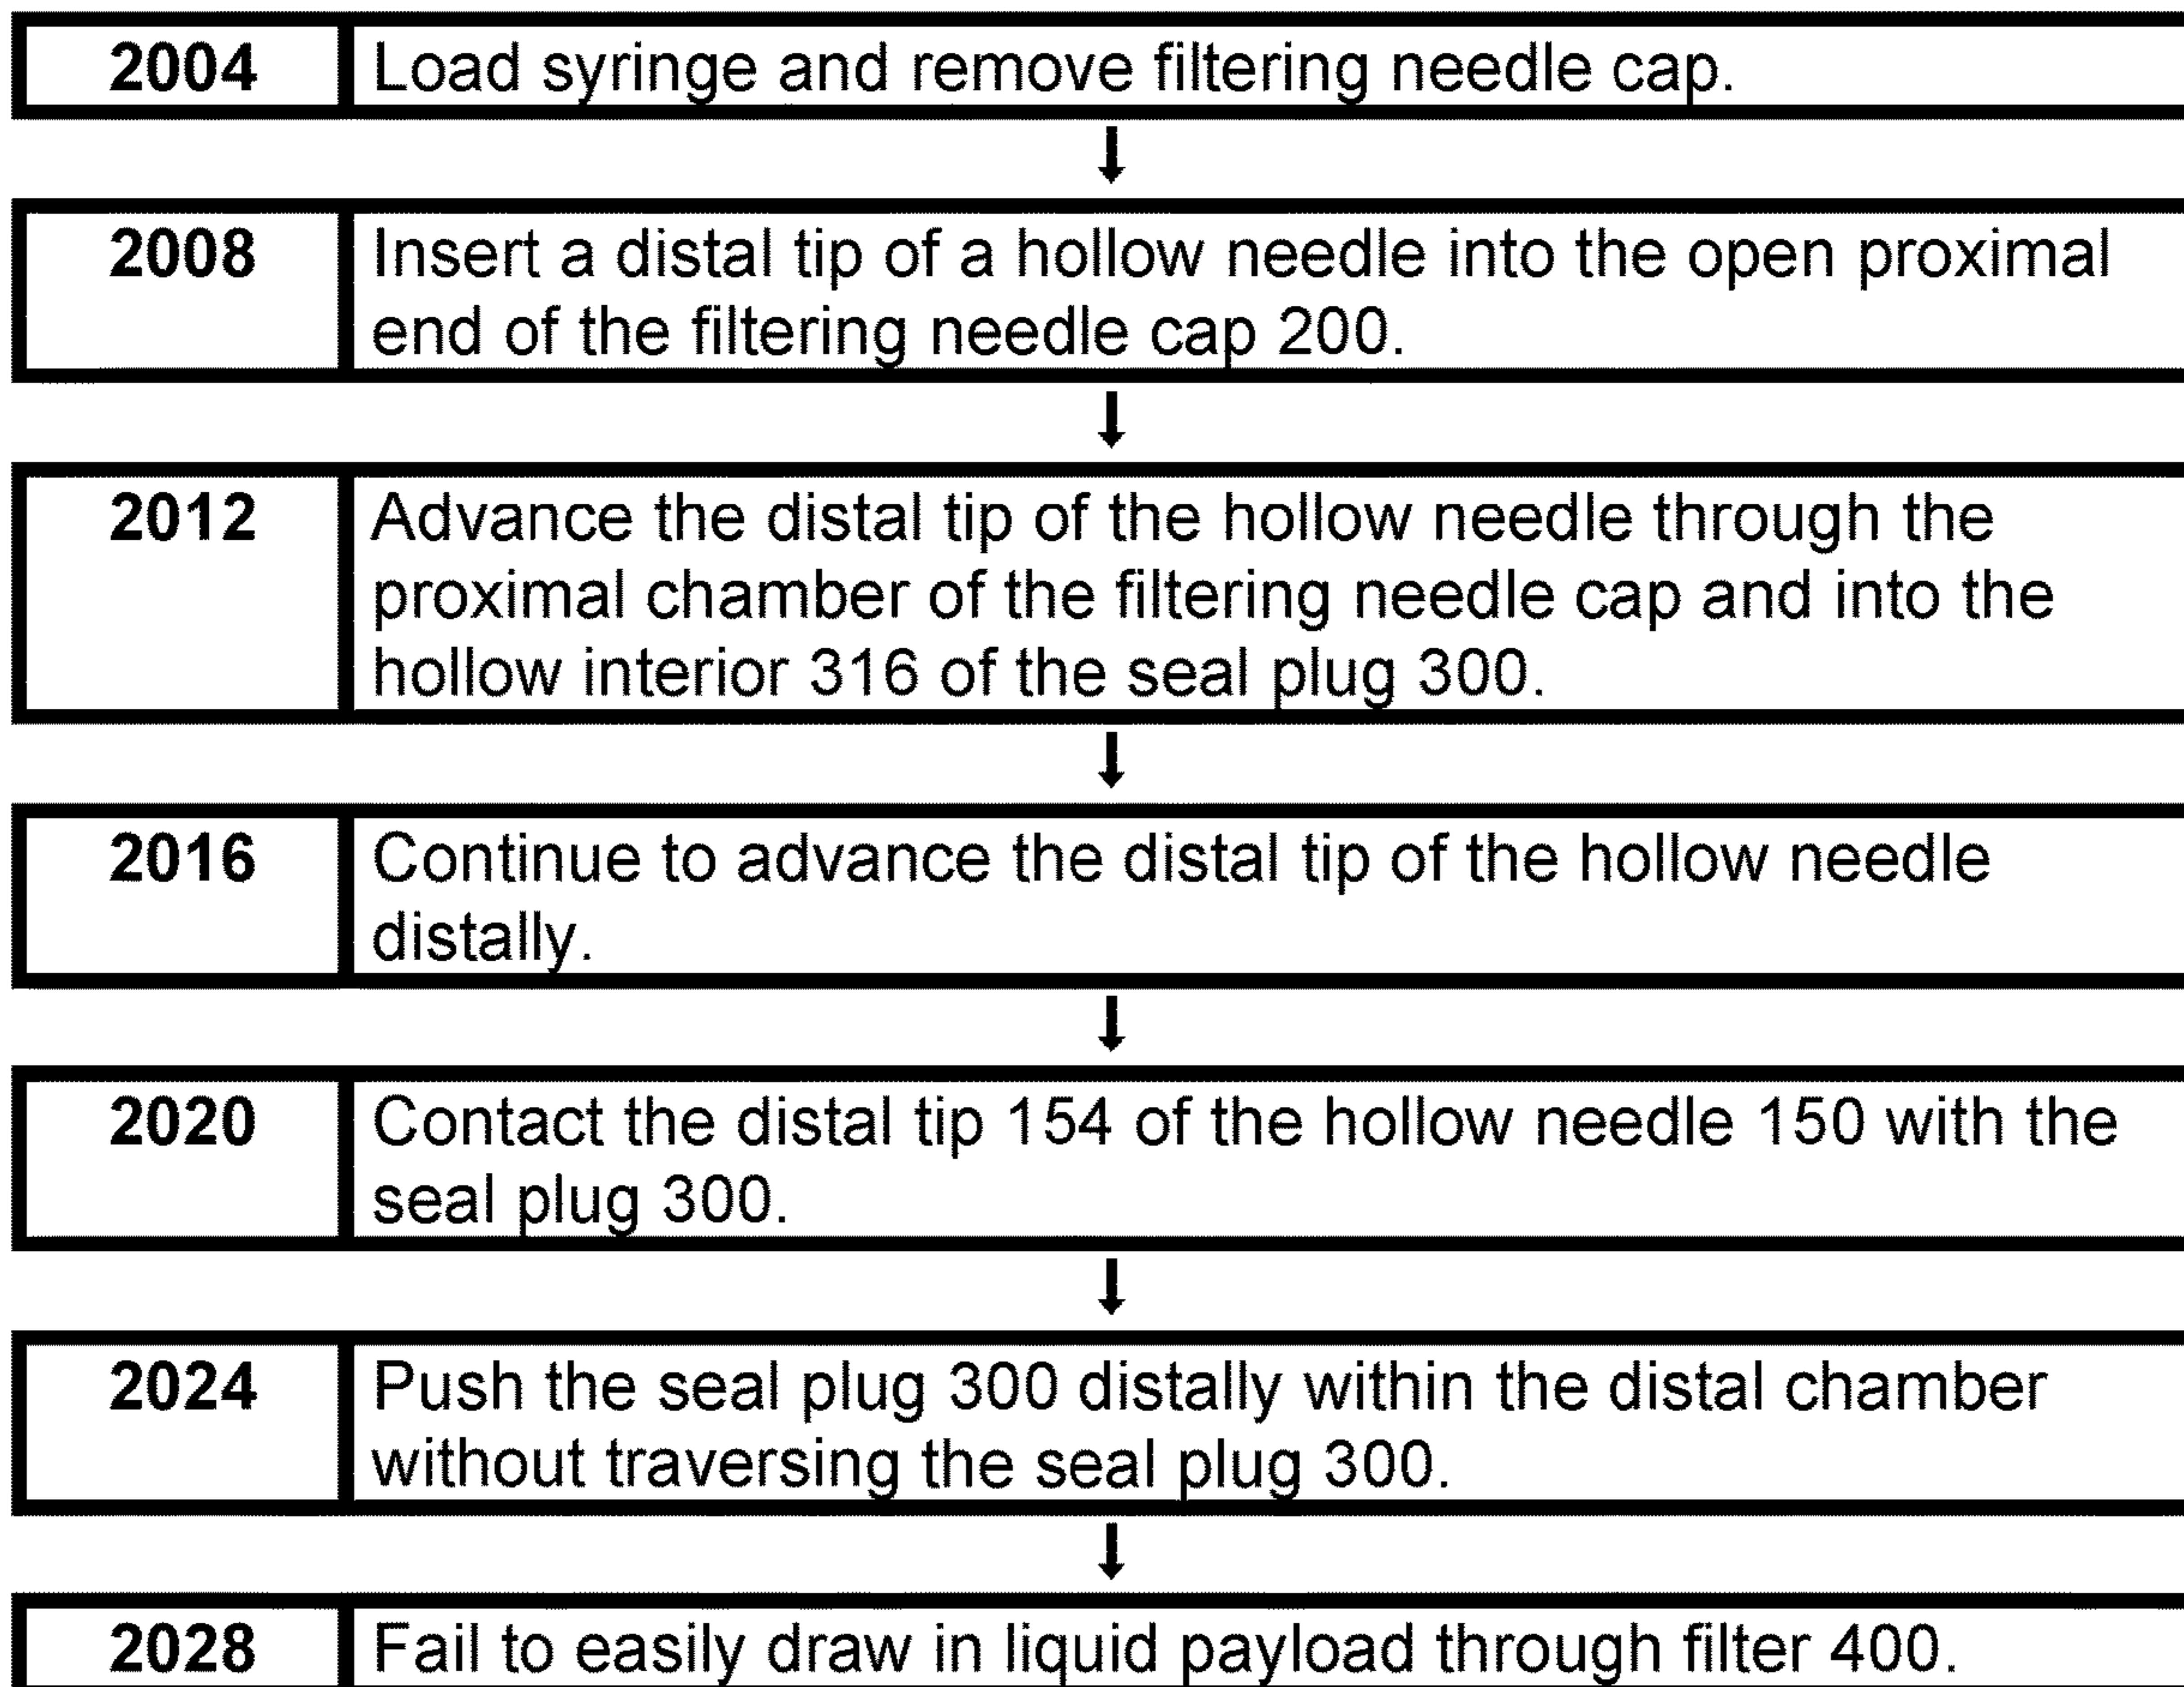 2004 Load syringe and remove filtering needle cap.
2008 Insert a distal tip of a hollow needle into the open proximal
end of the filtering needle cap 200.
2012 Advance the distal tip of the hollow needle through the
proximal chamber of the filtering needle cap and into the
hollow interior 316 of the seal plug 300.
2016 Continue to advance the distal tip of the hollow needle
distally.
2020 Contact the distal tip 154 of the hollow needle 150 with the
seal plug 300.
2024 Push the seal plug 300 distally within the distal chamber
without traversing the seal plug 300.
2028 Fail to easily draw in liquid payload through filter 400.